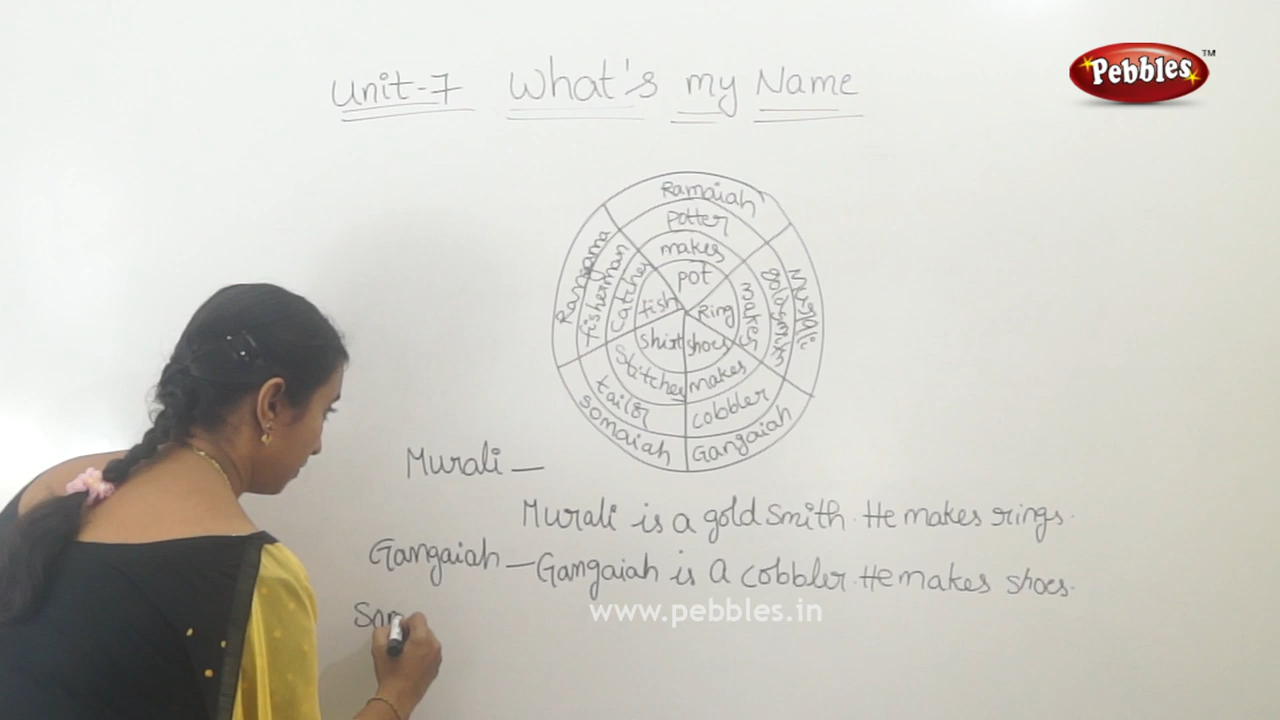 Unit-7 What's my Name
Pebbles™
Ramaiah
potter
makes
pot
Murali
goldsmith
makes
Ring
Gangaiah
cobbler
makes
shoes
somaiah
tailor
stitches
shirt
fisherman
catches
fish
Murali —
Murali is a gold smith. He makes rings.
Gangaiah — Gangaiah is a cobbler. He makes shoes.
www.pebbles.in